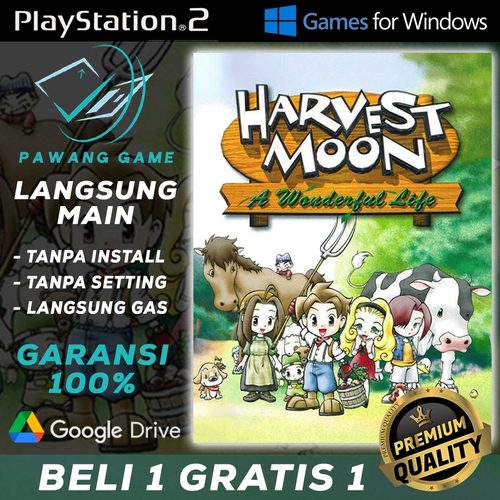 PlayStation®2
Games for Windows
PAWANG GAME
LANGSUNG
MAIN
- TANPA INSTALL
- TANPA SETTING
- LANGSUNG GAS
GARANSI
100%
Google Drive
HARVEST
MOON
A Wonderful Life
PREMIUM
QUALITY
BELI 1 GRATIS 1